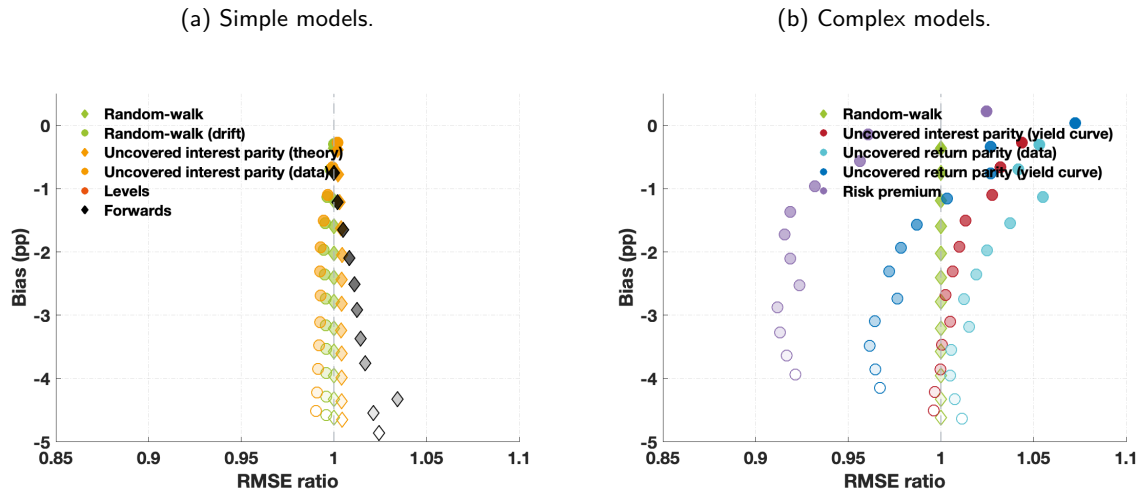 (a) Simple models.
0
-1
-2
-3
-4
-5
Bias (pp)
Random-walk
Random-walk (drift)
Uncovered interest parity (theory)
Uncovered interest parity (data)
Levels
Forwards
0.85
0.9
0.95
1
1.05
1.1
RMSE ratio
(b) Complex models.
0
-1
-2
-3
-4
-5
Bias (pp)
Random-walk
Uncovered interest parity (yield curve)
Uncovered return parity (data)
Uncovered return parity (yield curve)
Risk premium
0.85
0.9
0.95
1
1.05
1.1
RMSE ratio